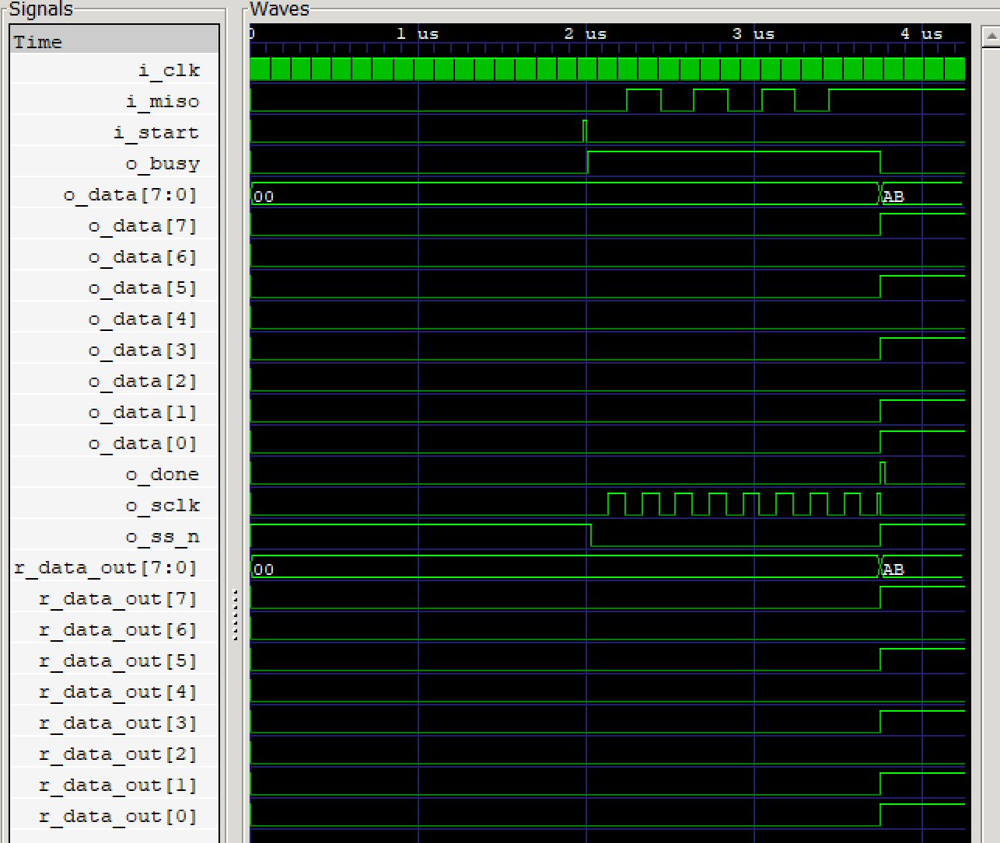 Signals
Waves
Time
0 1 us 2 us 3 us 4 us
i_clk
i_miso
i_start
o_busy
o_data[7:0] 00 AB
o_data[7]
o_data[6]
o_data[5]
o_data[4]
o_data[3]
o_data[2]
o_data[1]
o_data[0]
o_done
o_sclk
o_ss_n
r_data_out[7:0] 00 AB
r_data_out[7]
r_data_out[6]
r_data_out[5]
r_data_out[4]
r_data_out[3]
r_data_out[2]
r_data_out[1]
r_data_out[0]